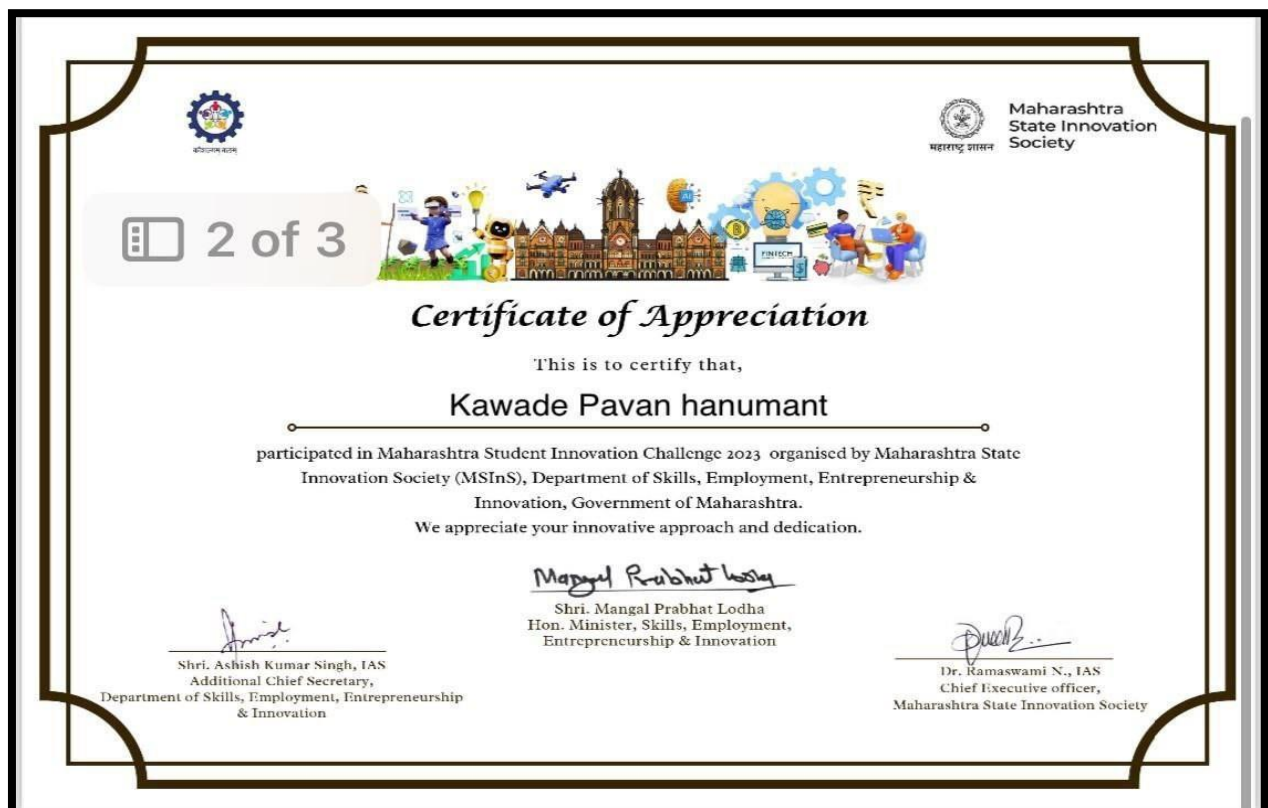 कौशल्यम् बलम्
महाराष्ट्र शासन
Maharashtra
State Innovation
Society
2 of 3
AI
FINTECH
Certificate of Appreciation
This is to certify that,
Kawade Pavan hanumant
participated in Maharashtra Student Innovation Challenge 2023 organised by Maharashtra State
Innovation Society (MSInS), Department of Skills, Employment, Entrepreneurship &
Innovation, Government of Maharashtra.
We appreciate your innovative approach and dedication.
Mangal Prabhat Lodha
Shri. Mangal Prabhat Lodha
Hon. Minister, Skills, Employment,
Entrepreneurship & Innovation
Shri. Ashish Kumar Singh, IAS
Additional Chief Secretary,
Department of Skills, Employment, Entrepreneurship
& Innovation
Dr. Ramaswami N., IAS
Chief Executive officer,
Maharashtra State Innovation Society